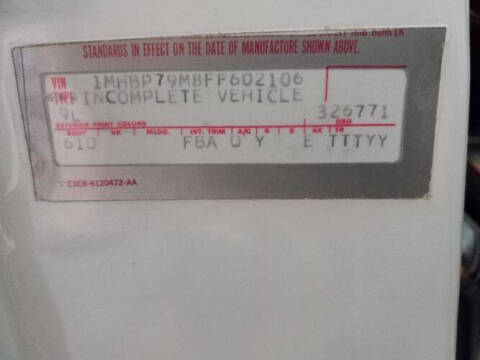 STANDARDS IN EFFECT ON THE DATE OF MANUFACTURE SHOWN ABOVE.
VIN 1MHBP79M8FF602106
TYPE INCOMPLETE VEHICLE
9L 326771
EXTERIOR PAINT COLORS DSO
BODY VR MLDG. INT. TRIM A/C R S AX TR
61D FBA Q Y E TTTYY
E3EB-6120472-AA